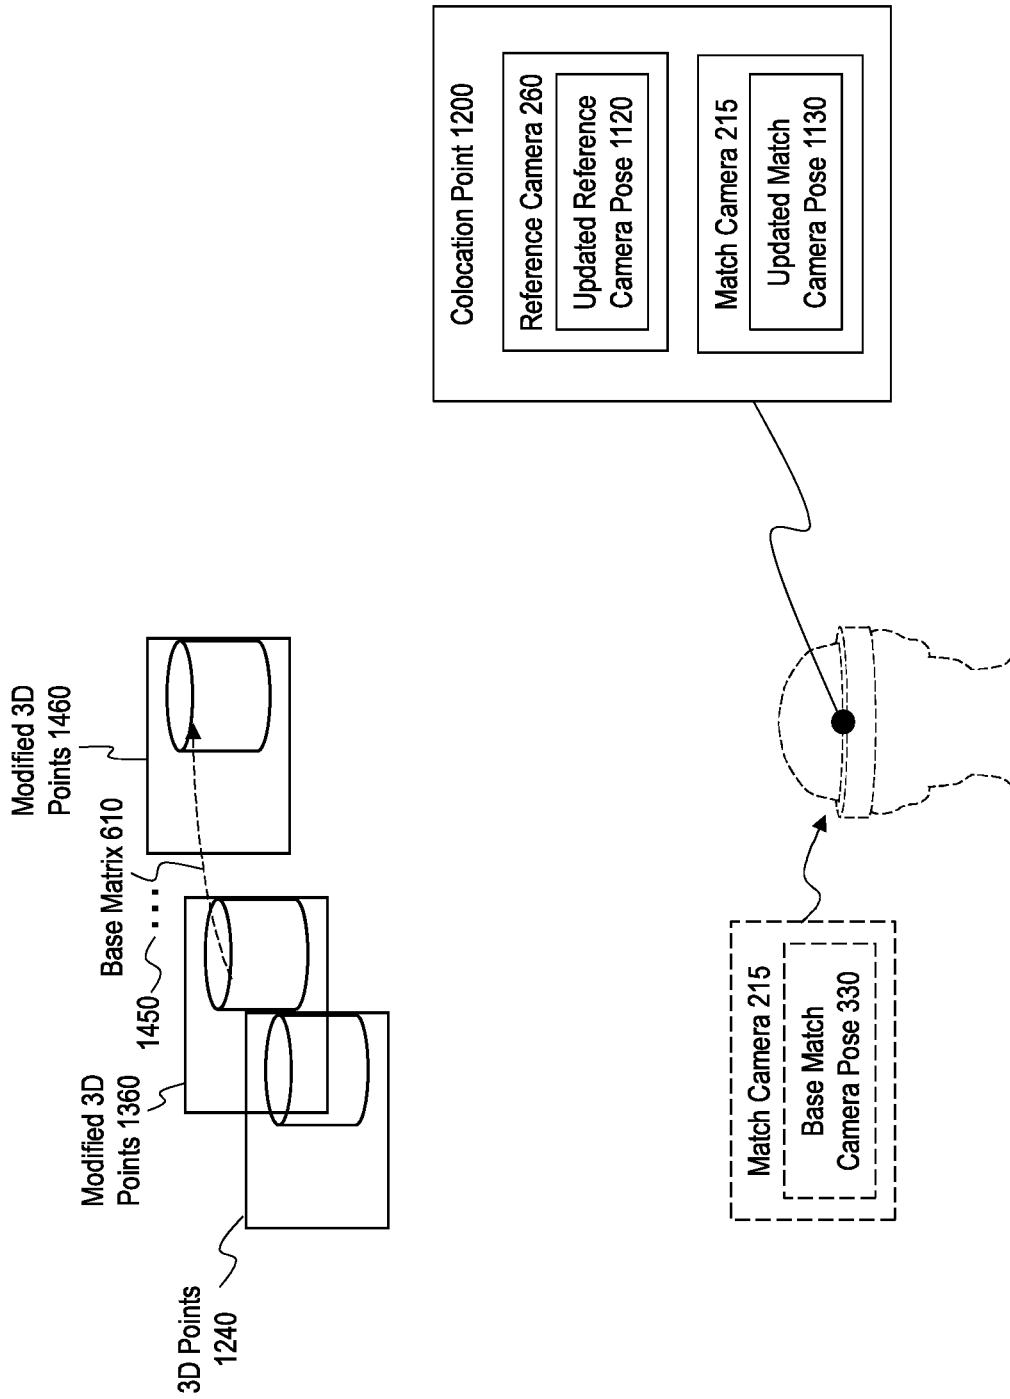 3D Points
1240
Modified 3D
Points 1360
1450
Base Matrix 610
Modified 3D
Points 1460
Match Camera 215
Base Match
Camera Pose 330
Colocation Point 1200
Reference Camera 260
Updated Reference
Camera Pose 1120
Match Camera 215
Updated Match
Camera Pose 1130